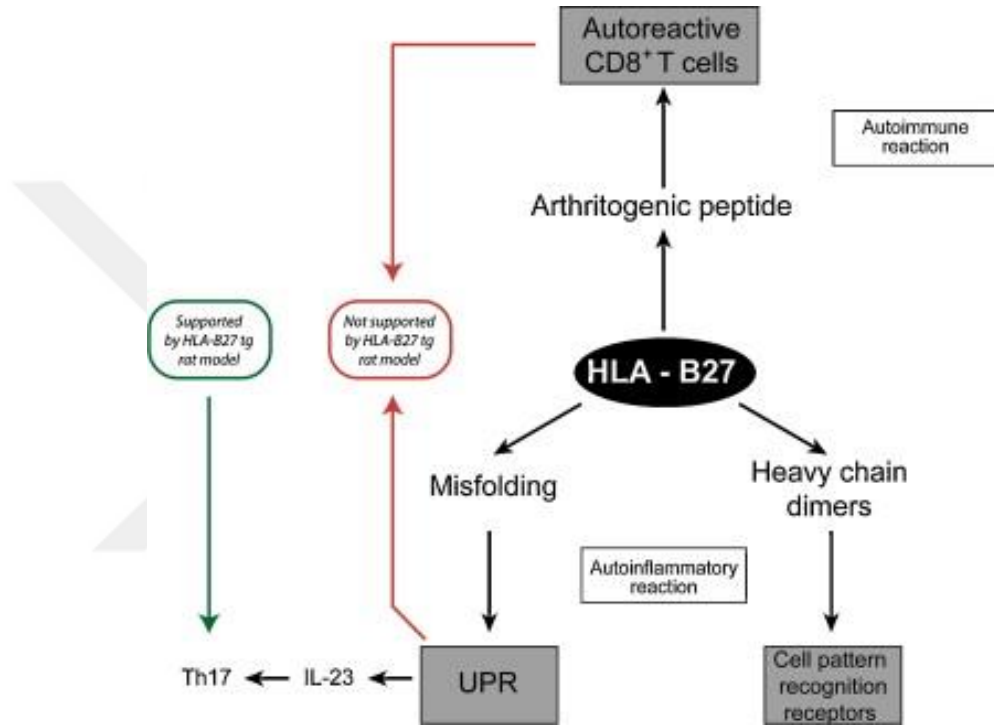 Autoreactive
CD8⁺ T cells
Autoimmune
reaction
Arthritogenic peptide
Supported
by HLA-B27 tg
rat model
Not supported
by HLA-B27 tg
rat model
HLA - B27
Misfolding
Heavy chain
dimers
Autoinflammatory
reaction
Th17
IL-23
UPR
Cell pattern
recognition
receptors